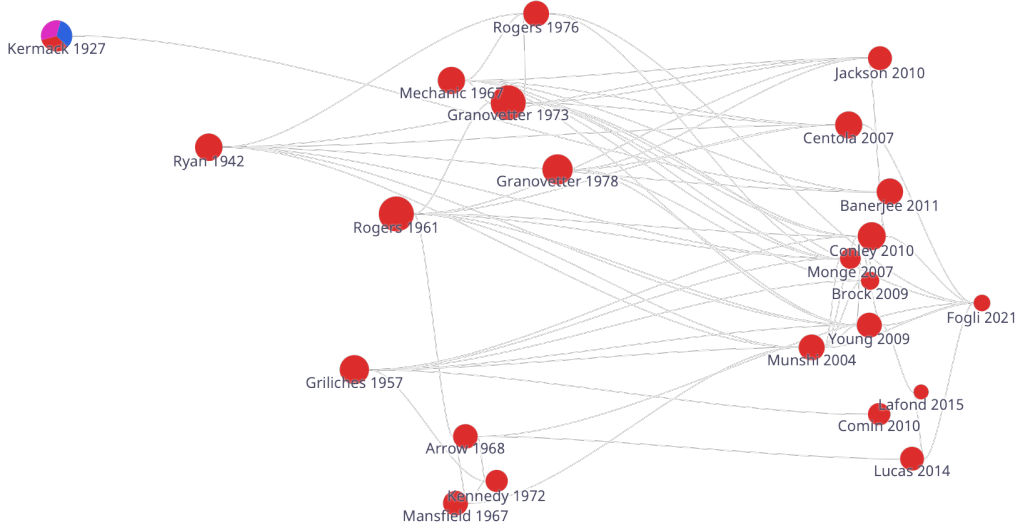 Rogers 1976
Kermack 1927
Jackson 2010
Mechanic 1967
Granovetter 1973
Centola 2007
Ryan 1942
Granovetter 1978
Banerjee 2011
Rogers 1961
Conley 2010
Monge 2007
Brock 2009
Fogli 2021
Young 2009
Munshi 2004
Griliches 1957
Lafond 2015
Comin 2010
Arrow 1968
Lucas 2014
Kennedy 1972
Mansfield 1967